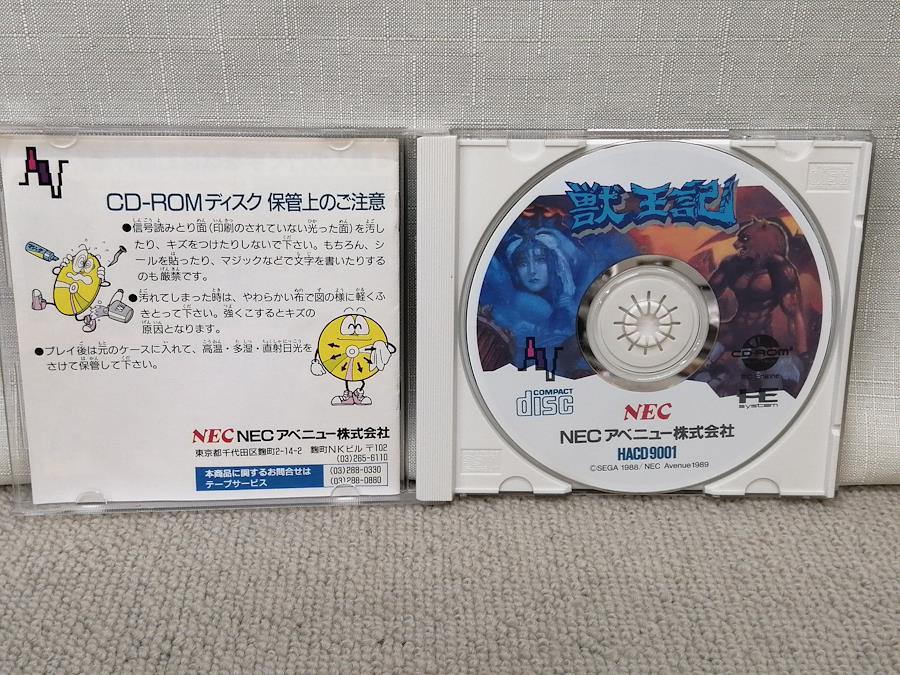 CD-ROMディスク 保管上のご注意
●信号読みとり面(印刷のされていない光った面)を汚し
たり、キズをつけたりしないで下さい。もちろん、シ
ールを貼ったり、マジックなどで文字を書いたりする
のも厳禁です。
●汚れてしまった時は、やわらかい布で図の様に軽くふ
きとって下さい。強くこするとキズの
原因となります。
●プレイ後は元のケースに入れて、高温・多湿・直射日光を
さけて保管して下さい。
NEC NECアベニュー株式会社
東京都千代田区麹町2-14-2 麹町NKビル 〒102
(03)265-6110
本商品に関するお問合せは
テープサービス
(03)288-0330
(03)288-0880
獣王記
CD-ROM²
PC Engine
HE
system
COMPACT
disc
NEC
NECアベニュー株式会社
HACD9001
©SEGA 1988/ NEC Avenue1989